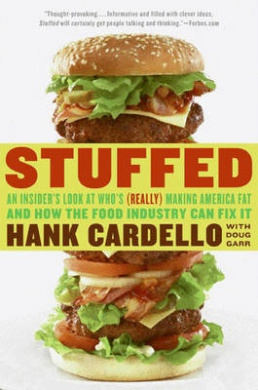 "Thought-provoking. . . . Informative and filled with clever ideas,
Stuffed will certainly get people talking and thinking." —Forbes.com
STUFFED
AN INSIDER'S LOOK AT WHO'S (REALLY) MAKING AMERICA FAT
AND HOW THE FOOD INDUSTRY CAN FIX IT
HANK CARDELLO WITH
DOUG
GARR